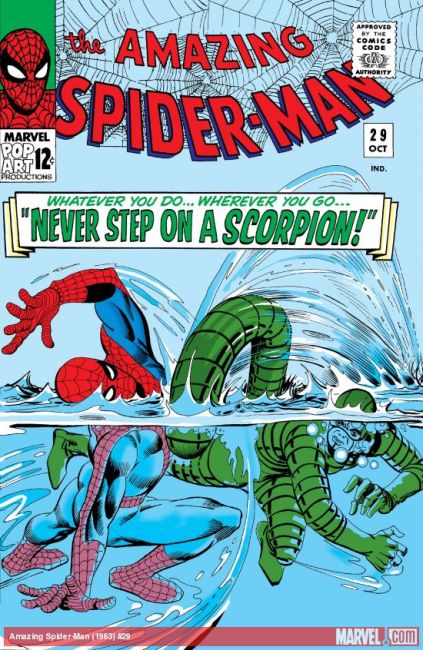 the AMAZING
SPIDER-MAN
APPROVED
BY THE
COMICS
CODE
CA
AUTHORITY
MARVEL
POP
ART 12¢
PRODUCTIONS
29
OCT
IND.
WHATEVER YOU DO... WHEREVER YOU GO...
"NEVER STEP ON A SCORPION!"
Amazing Spider-Man (1963) #29
MARVEL.com